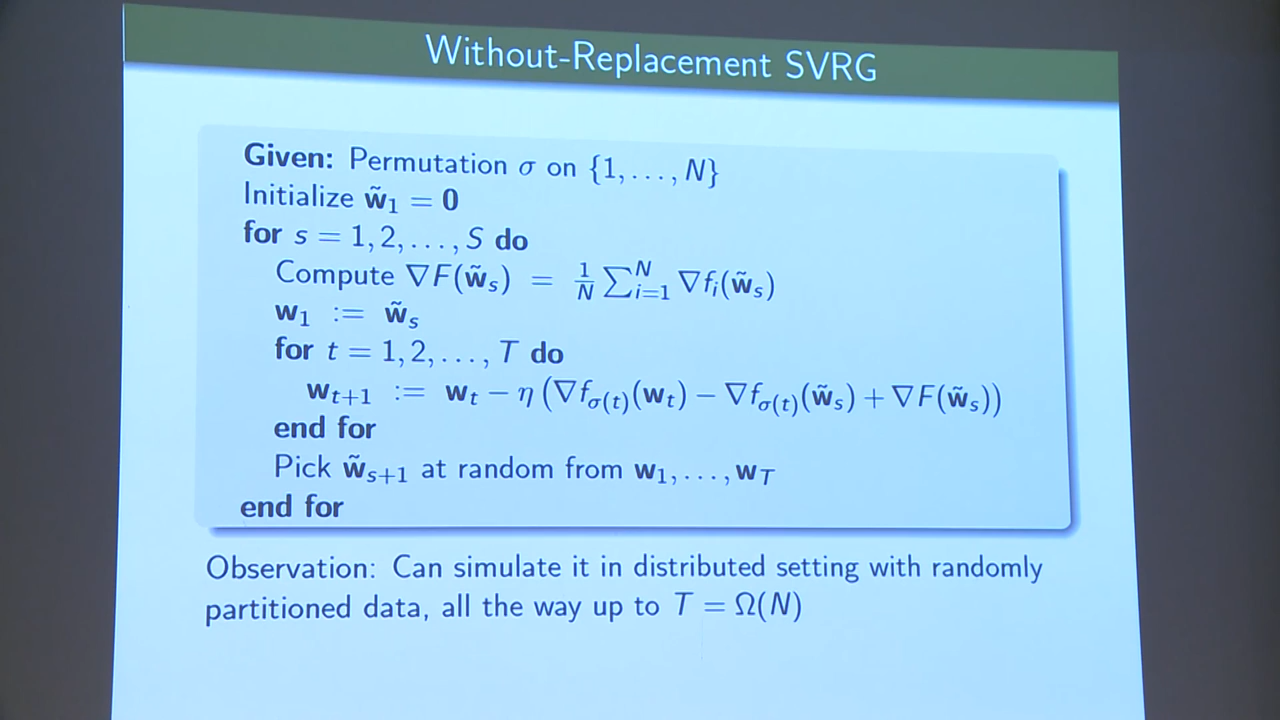 Without-Replacement SVRG
Given: Permutation σ on {1, . . . , N}
Initialize w̃₁ = 0
for s = 1, 2, . . . , S do
Compute ∇F(w̃ₛ) = 1/N ∑ᵢ₌₁ᴺ ∇fᵢ(w̃ₛ)
w₁ := w̃ₛ
for t = 1, 2, . . . , T do
wₜ₊₁ := wₜ − η (∇f_σ(t)(wₜ) − ∇f_σ(t)(w̃ₛ) + ∇F(w̃ₛ))
end for
Pick w̃ₛ₊₁ at random from w₁, . . . , w_T
end for
Observation: Can simulate it in distributed setting with randomly
partitioned data, all the way up to T = Ω(N)